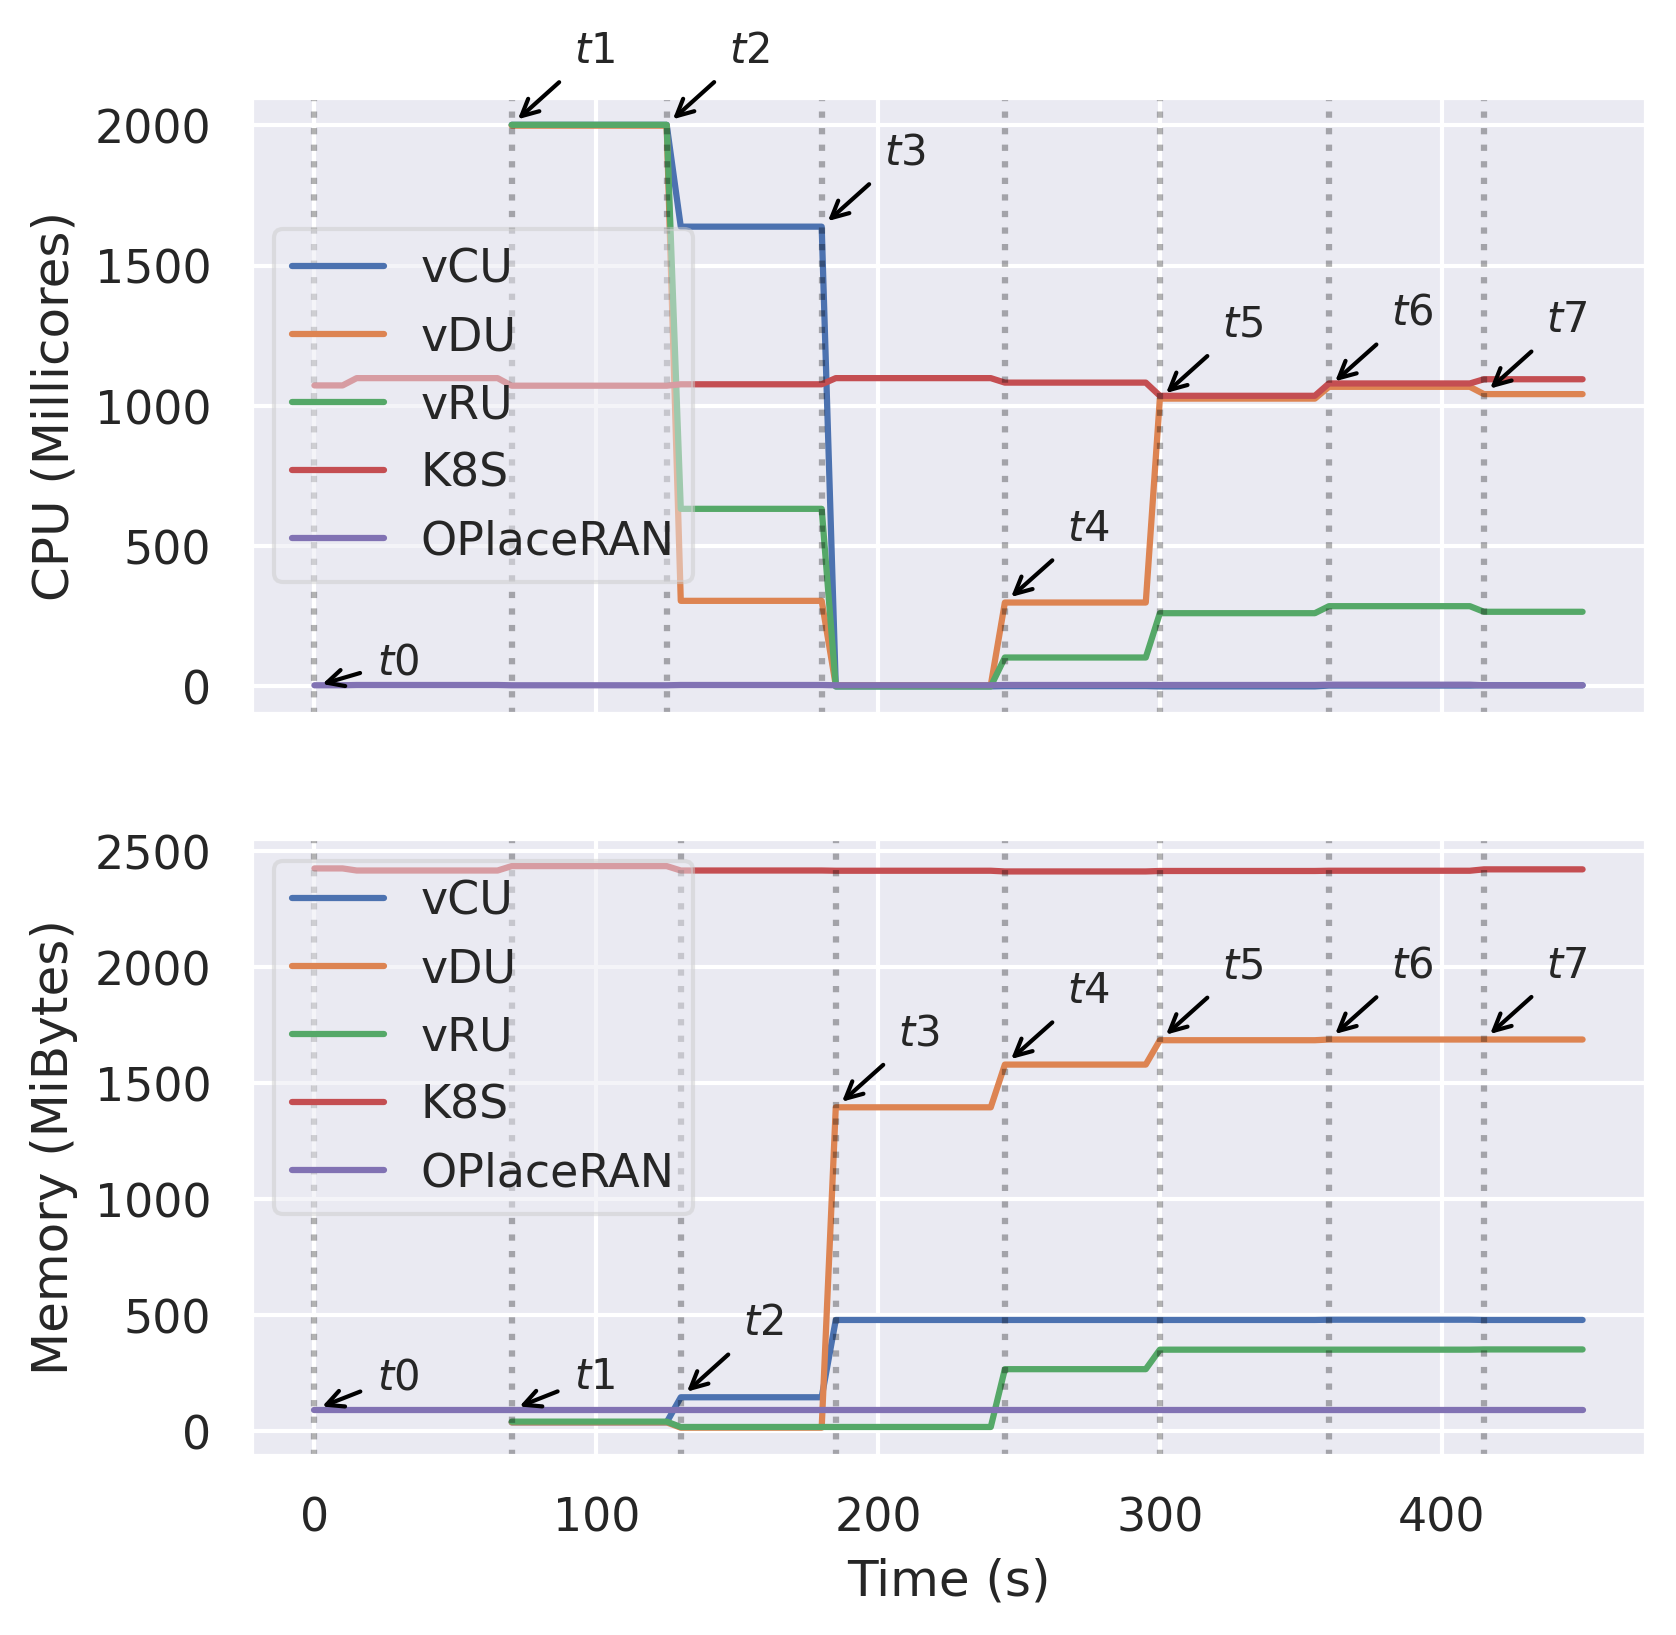 t1
t2
2000
t3
CPU (Millicores)
1500
vCU
vDU
t5
t6
t7
1000
vRU
K8S
500
OPlaceRAN
t4
t0
0
2500
vCU
2000
vDU
t5
t6
t7
t4
Memory (MiBytes)
vRU
t3
1500
K8S
OPlaceRAN
1000
500
t2
t0
t1
0
0
100
200
300
400
Time (s)